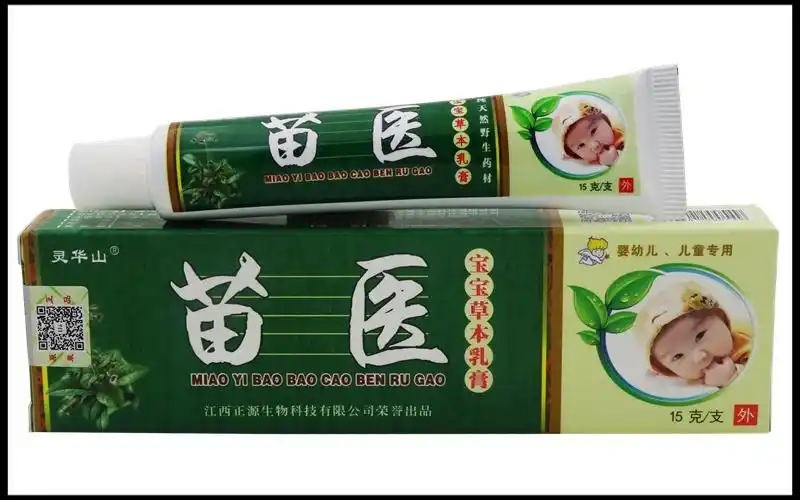 苗医
MIAO YI BAO BAO CAO BEN RU GAO
宝宝草本乳膏
纯天然野生药材
15克/支
外
灵华山®
正品
苗医
MIAO YI BAO BAO CAO BEN RU GAO
江西正源生物科技有限公司荣誉出品
宝宝草本乳膏
婴幼儿、儿童专用
15克/支
外